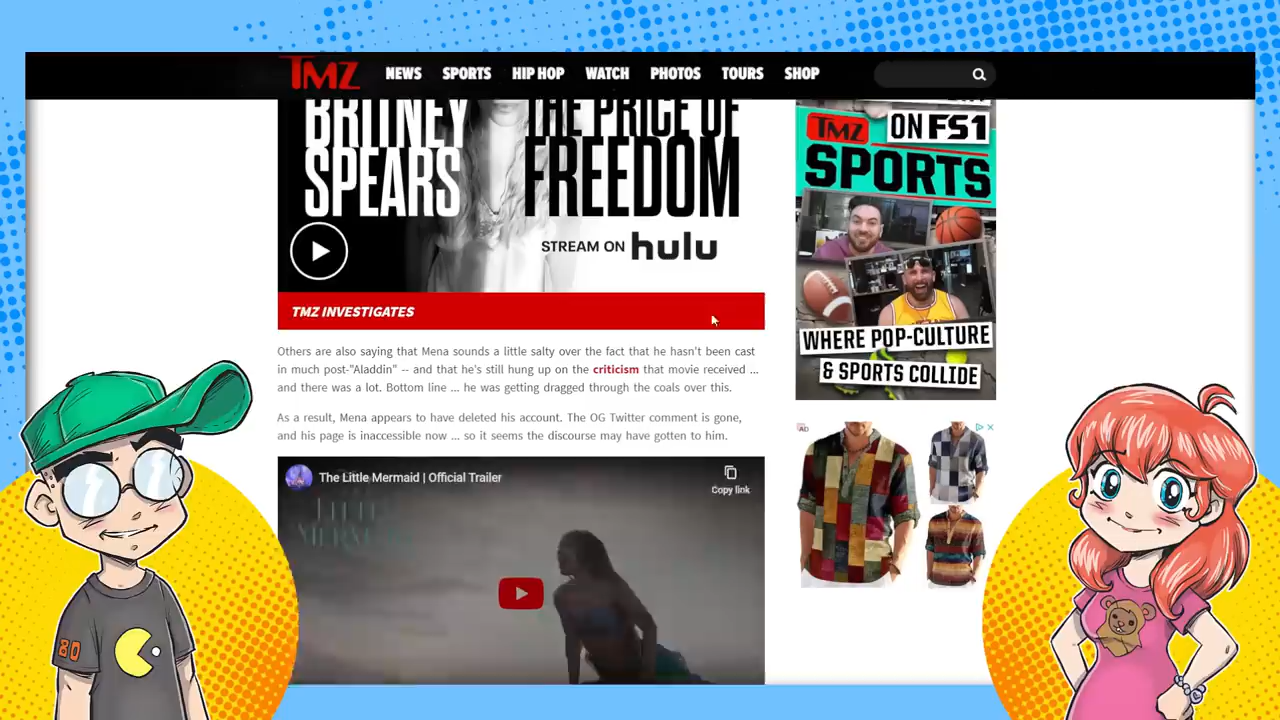 TMZ
NEWS SPORTS HIP HOP WATCH PHOTOS TOURS SHOP
BRITNEY
SPEARS
THE PRICE OF
FREEDOM
STREAM ON hulu
TMZ INVESTIGATES
Others are also saying that Mena sounds a little salty over the fact that he hasn't been cast
in much post-"Aladdin" -- and that he's still hung up on the criticism that movie received ...
and there was a lot. Bottom line ... he was getting dragged through the coals over this.
As a result, Mena appears to have deleted his account. The OG Twitter comment is gone,
and his page is inaccessible now ... so it seems the discourse may have gotten to him.
The Little Mermaid | Official Trailer
Copy link
TMZ ON FS1
SPORTS
WHERE POP-CULTURE
& SPORTS COLLIDE
AD
80